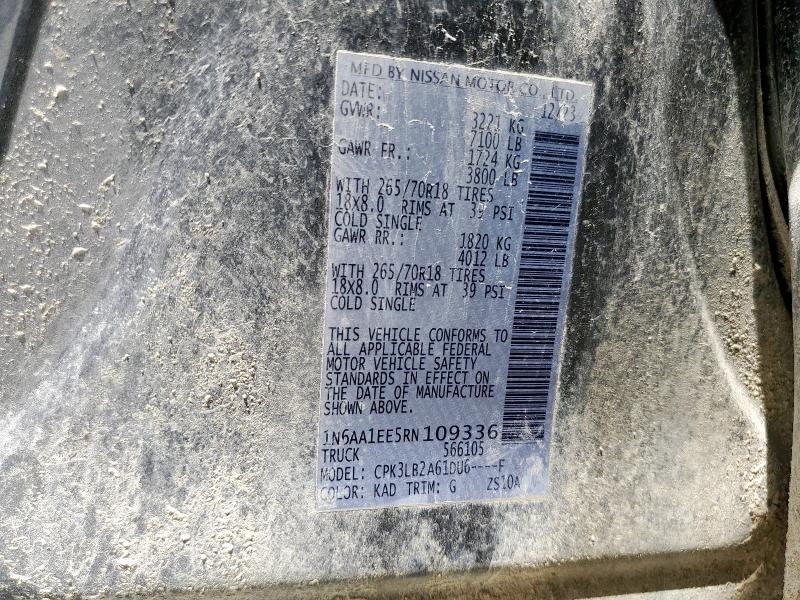 MFD BY NISSAN MOTOR CO., LTD.
DATE: 12/23
GVWR: 3221 KG
7100 LB
GAWR FR.: 1724 KG
3800 LB
WITH 265/70R18 TIRES
18X8.0 RIMS AT 39 PSI
COLD SINGLE
GAWR RR.: 1820 KG
4012 LB
WITH 265/70R18 TIRES
18X8.0 RIMS AT 39 PSI
COLD SINGLE
THIS VEHICLE CONFORMS TO
ALL APPLICABLE FEDERAL
MOTOR VEHICLE SAFETY
STANDARDS IN EFFECT ON
THE DATE OF MANUFACTURE
SHOWN ABOVE.
1N6AA1EE5RN109336
TRUCK 566105
MODEL: CPK3LB2A61DU6----F
COLOR: KAD TRIM: G ZS10A